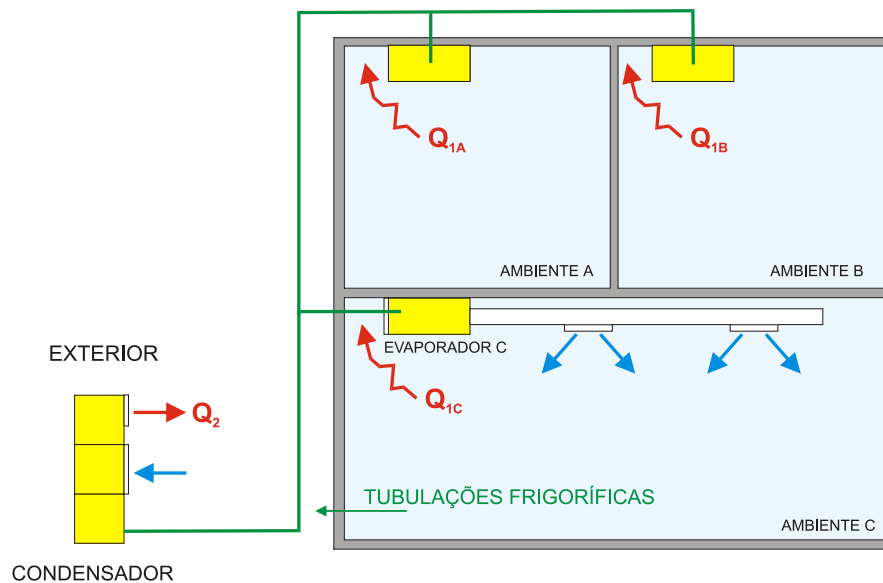 Q1A
Q1B
AMBIENTE A
AMBIENTE B
EVAPORADOR C
EXTERIOR
Q1C
Q2
TUBULAÇÕES FRIGORÍFICAS
AMBIENTE C
CONDENSADOR